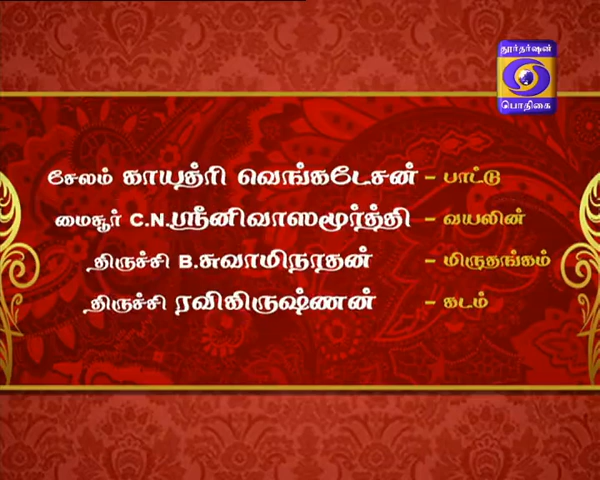 தூர்தர்ஷன்
பொதிகை
சேலம் காயத்ரி வெங்கடேசன் – பாட்டு
மைசூர் C.N.ஸ்ரீனிவாஸமூர்த்தி – வயலின்
திருச்சி B.சுவாமிநாதன் – மிருதங்கம்
திருச்சி ரவிகிருஷ்ணன் – கடம்